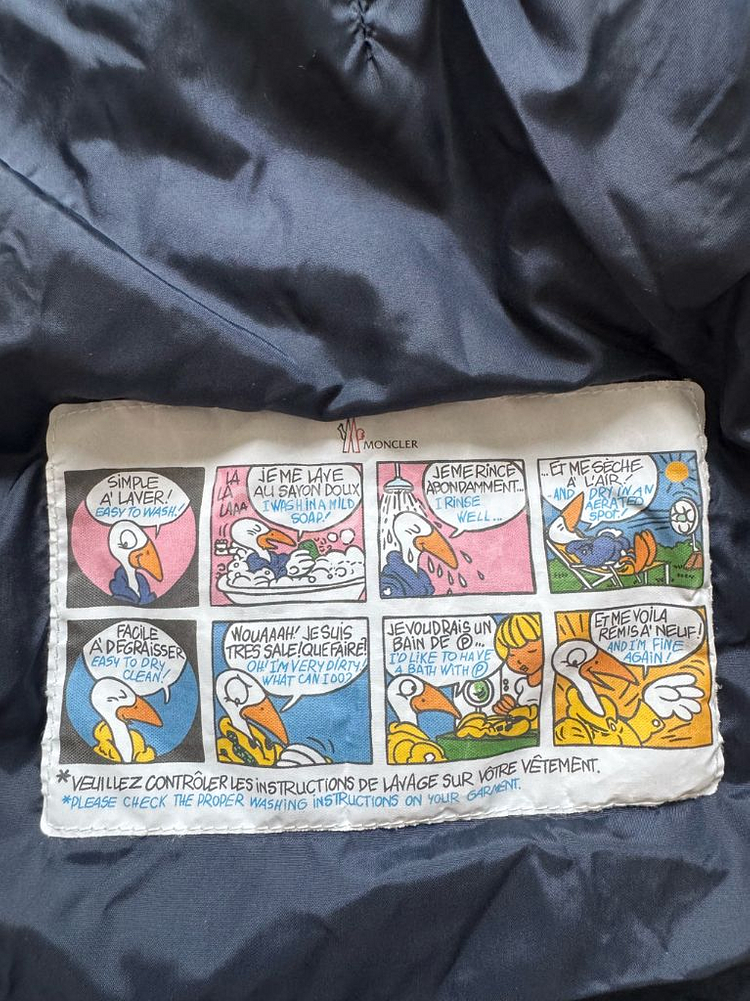 MONCLER
SIMPLE
A' LAVER!
EASY TO WASH!
LA
LA
LAAA
JE ME LAVE
AU SAVON DOUX
I WASH IN A MILD
SOAP!
JE ME RINCE
ABONDAMMENT...
I RINSE
WELL...
...ET ME SÈCHE
A' L'AIR!
-AND I DRY IN AN
AERATED
SPOT!
FACILE
A' DÉGRAISSER
EASY TO DRY
CLEAN!
WOUAAAH! JE SUIS
TRES SALE! QUE FAIRE?
OH! I'M VERY DIRTY!
WHAT CAN I DO?
JE VOUDRAIS UN
BAIN DE Ⓟ...
I'D LIKE TO HAVE
A BATH WITH Ⓟ
ET ME VOILA
REMIS A' NEUF!
AND I'M FINE
AGAIN!
*VEUILLEZ CONTRÔLER LES INSTRUCTIONS DE LAVAGE SUR VÔTRE VÊTEMENT.
*PLEASE CHECK THE PROPER WASHING INSTRUCTIONS ON YOUR GARMENT.